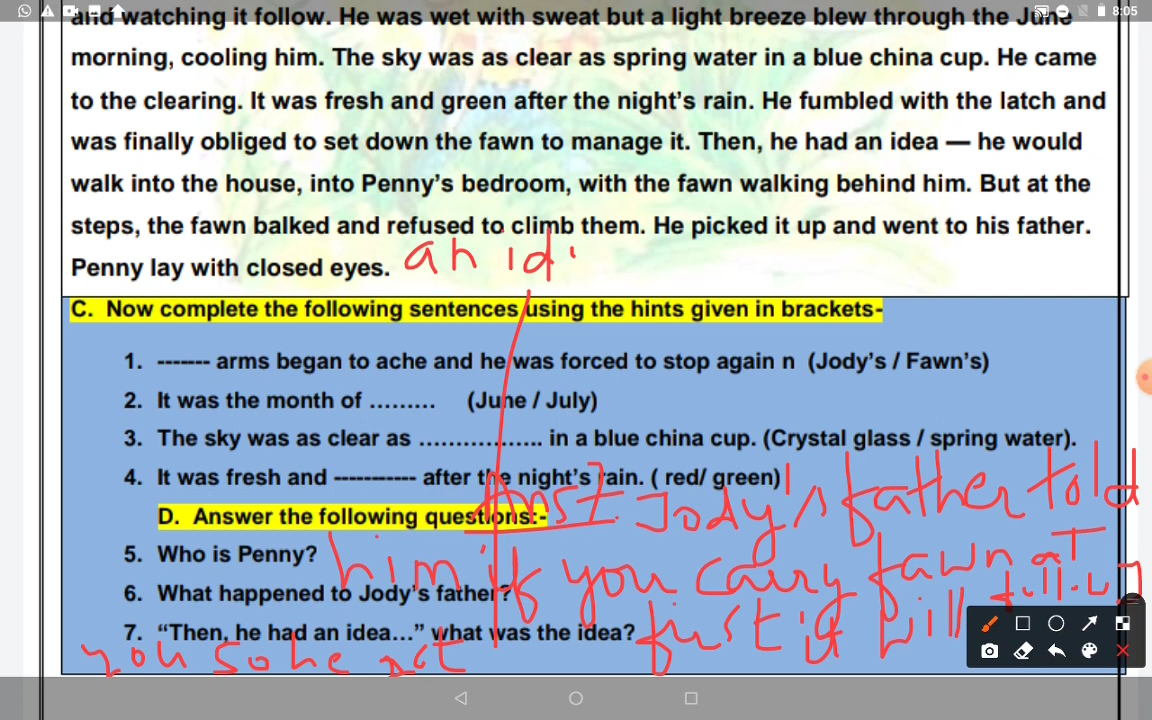 8:05
and watching it follow. He was wet with sweat but a light breeze blew through the June
morning, cooling him. The sky was as clear as spring water in a blue china cup. He came
to the clearing. It was fresh and green after the night's rain. He fumbled with the latch and
was finally obliged to set down the fawn to manage it. Then, he had an idea — he would
walk into the house, into Penny's bedroom, with the fawn walking behind him. But at the
steps, the fawn balked and refused to climb them. He picked it up and went to his father.
Penny lay with closed eyes.
an id
C. Now complete the following sentences using the hints given in brackets-
1. ------- arms began to ache and he was forced to stop again n (Jody's / Fawn's)
2. It was the month of ……… (June / July)
3. The sky was as clear as …………….. in a blue china cup. (Crystal glass / spring water).
4. It was fresh and ----------- after the night's rain. ( red/ green)
Ans 1. Jody's father told
D. Answer the following questions:-
5. Who is Penny?
him if you carry fawn at
6. What happened to Jody's father?
first it will
7. “Then, he had an idea…” what was the idea?
you so he